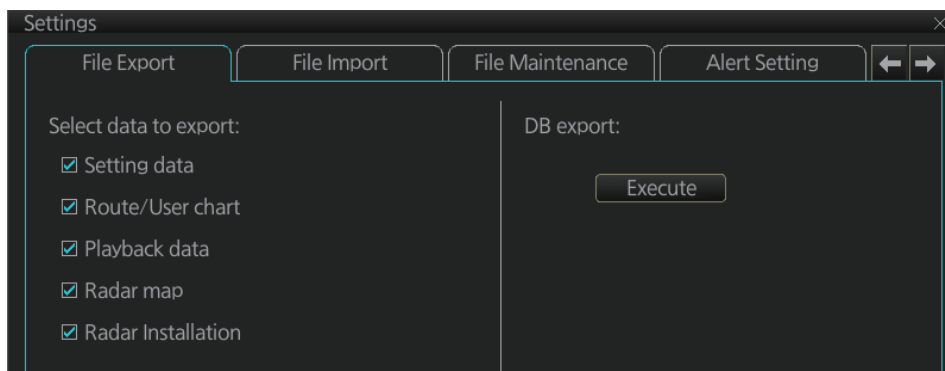 Settings
File Export File Import File Maintenance Alert Setting
Select data to export: DB export:
Setting data
Execute
Route/User chart
Playback data
Radar map
Radar Installation